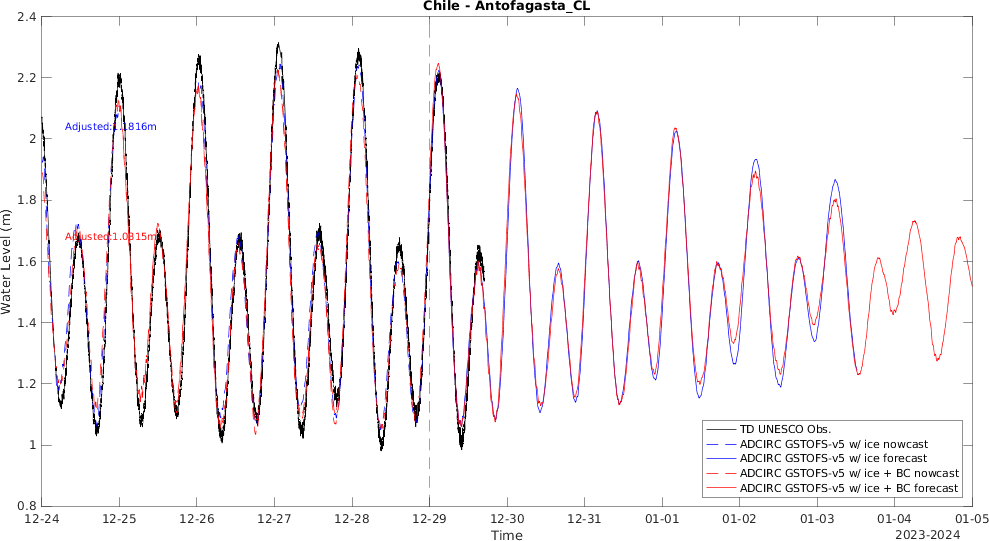 Chile - Antofagasta_CL
2.4
2.2
2
1.8
1.6
1.4
1.2
1
0.8
Water Level (m)
Adjusted:1.1816m
Adjusted:1.0315m
TD UNESCO Obs.
ADCIRC GSTOFS-v5 w/ ice nowcast
ADCIRC GSTOFS-v5 w/ ice forecast
ADCIRC GSTOFS-v5 w/ ice + BC nowcast
ADCIRC GSTOFS-v5 w/ ice + BC forecast
12-24 12-25 12-26 12-27 12-28 12-29 12-30 12-31 01-01 01-02 01-03 01-04 01-05
Time
2023-2024